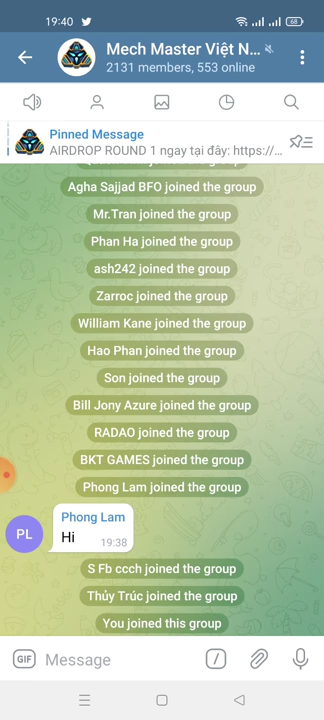 19:40
68
Mech Master Việt N...
2131 members, 553 online
Pinned Message
AIRDROP ROUND 1 ngay tại đây: https://...
Agha Sajjad BFO joined the group
Mr.Tran joined the group
Phan Ha joined the group
ash242 joined the group
Zarroc joined the group
William Kane joined the group
Hao Phan joined the group
Son joined the group
Bill Jony Azure joined the group
RADAO joined the group
BKT GAMES joined the group
Phong Lam joined the group
Phong Lam
PL
Hi
19:38
S Fb ccch joined the group
Thủy Trúc joined the group
You joined this group
GIF
Message